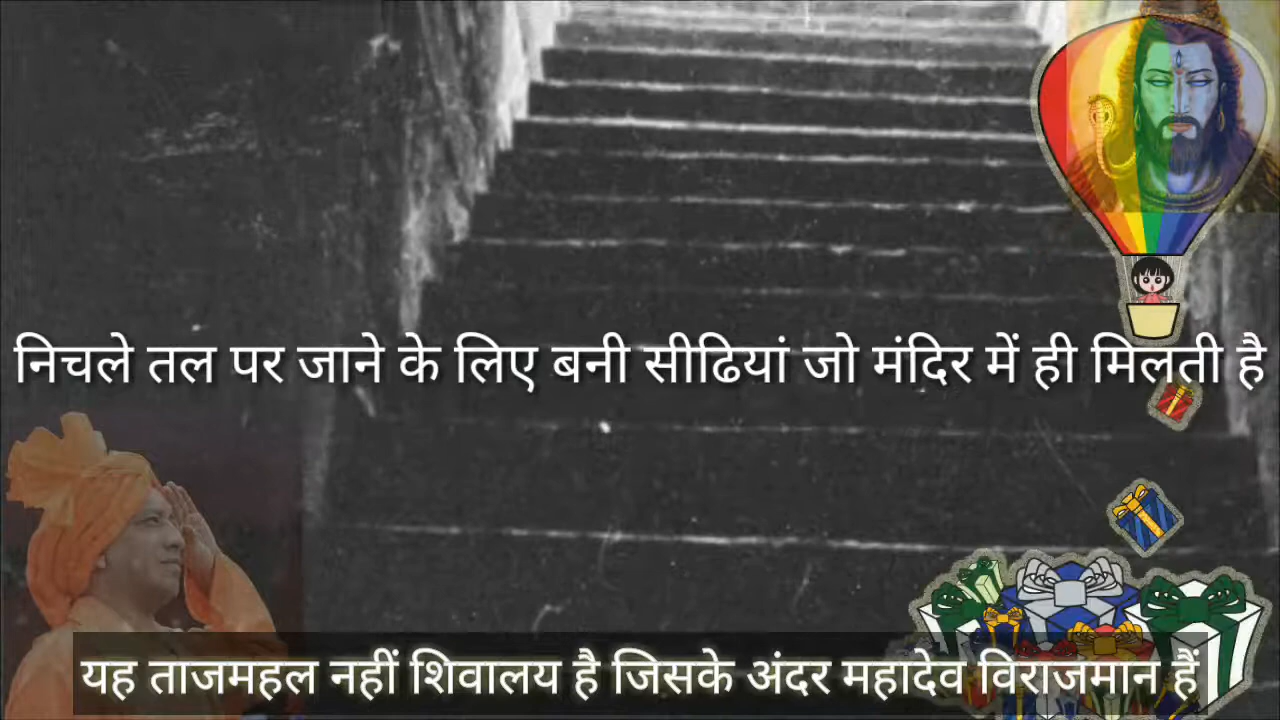 निचले तल पर जाने के लिए बनी सीढियां जो मंदिर में ही मिलती है
यह ताजमहल नहीं शिवालय है जिसके अंदर महादेव विराजमान हैं